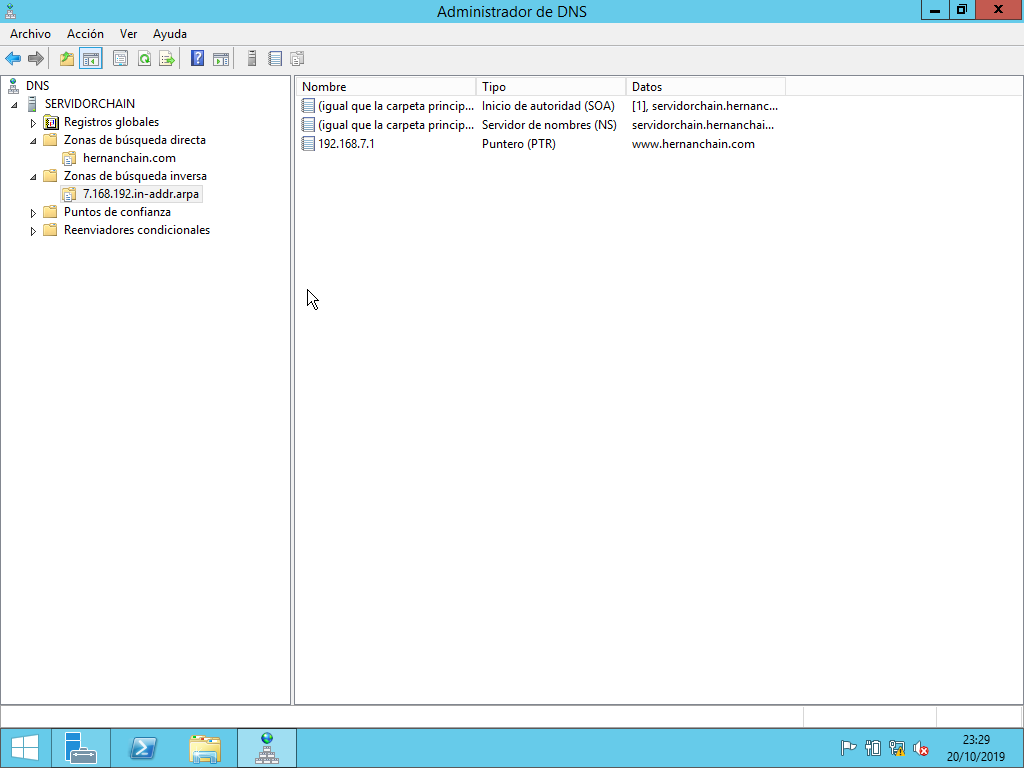 Administrador de DNS
Archivo Acción Ver Ayuda
DNS
SERVIDORCHAIN
Registros globales
Zonas de búsqueda directa
hernanchain.com
Zonas de búsqueda inversa
7.168.192.in-addr.arpa
Puntos de confianza
Reenviadores condicionales
Nombre Tipo Datos
(igual que la carpeta princip... Inicio de autoridad (SOA) [1], servidorchain.hernanc...
(igual que la carpeta princip... Servidor de nombres (NS) servidorchain.hernanchai...
192.168.7.1 Puntero (PTR) www.hernanchain.com
23:29
20/10/2019